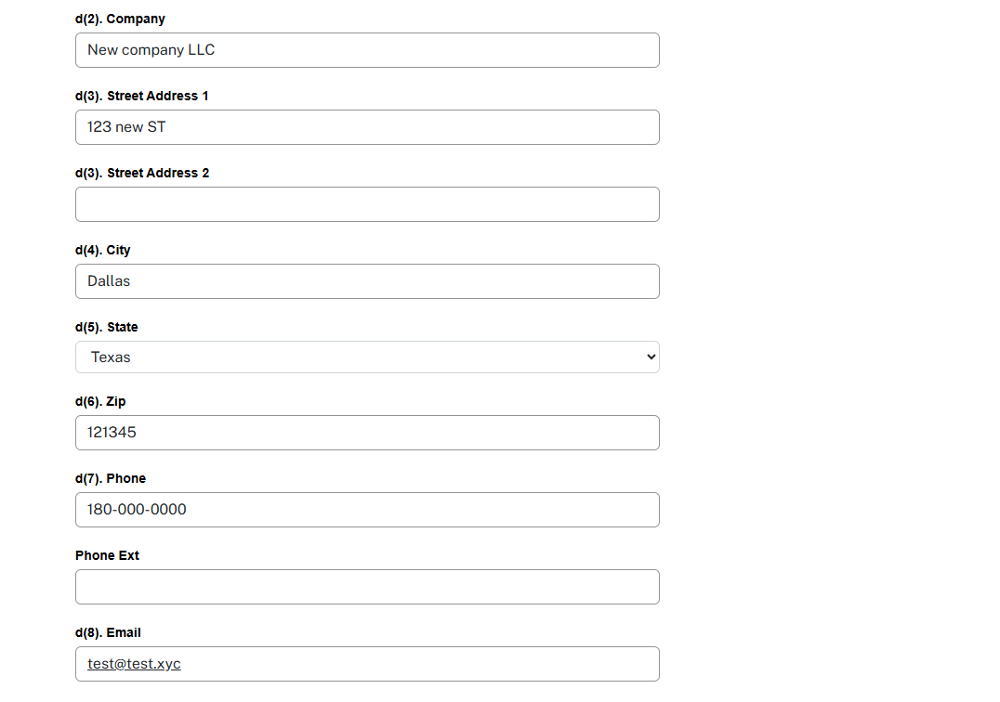 d(2). Company
New company LLC
d(3). Street Address 1
123 new ST
d(3). Street Address 2
d(4). City
Dallas
d(5). State
Texas
d(6). Zip
121345
d(7). Phone
180-000-0000
Phone Ext
d(8). Email
test@test.xyc